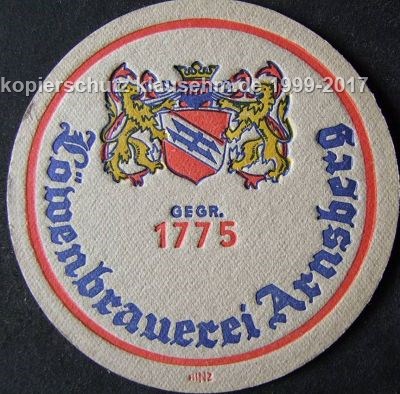 kopierschutz klausehm.de 1999-2017
GEGR.
1775
Löwenbrauerei Arnsberg